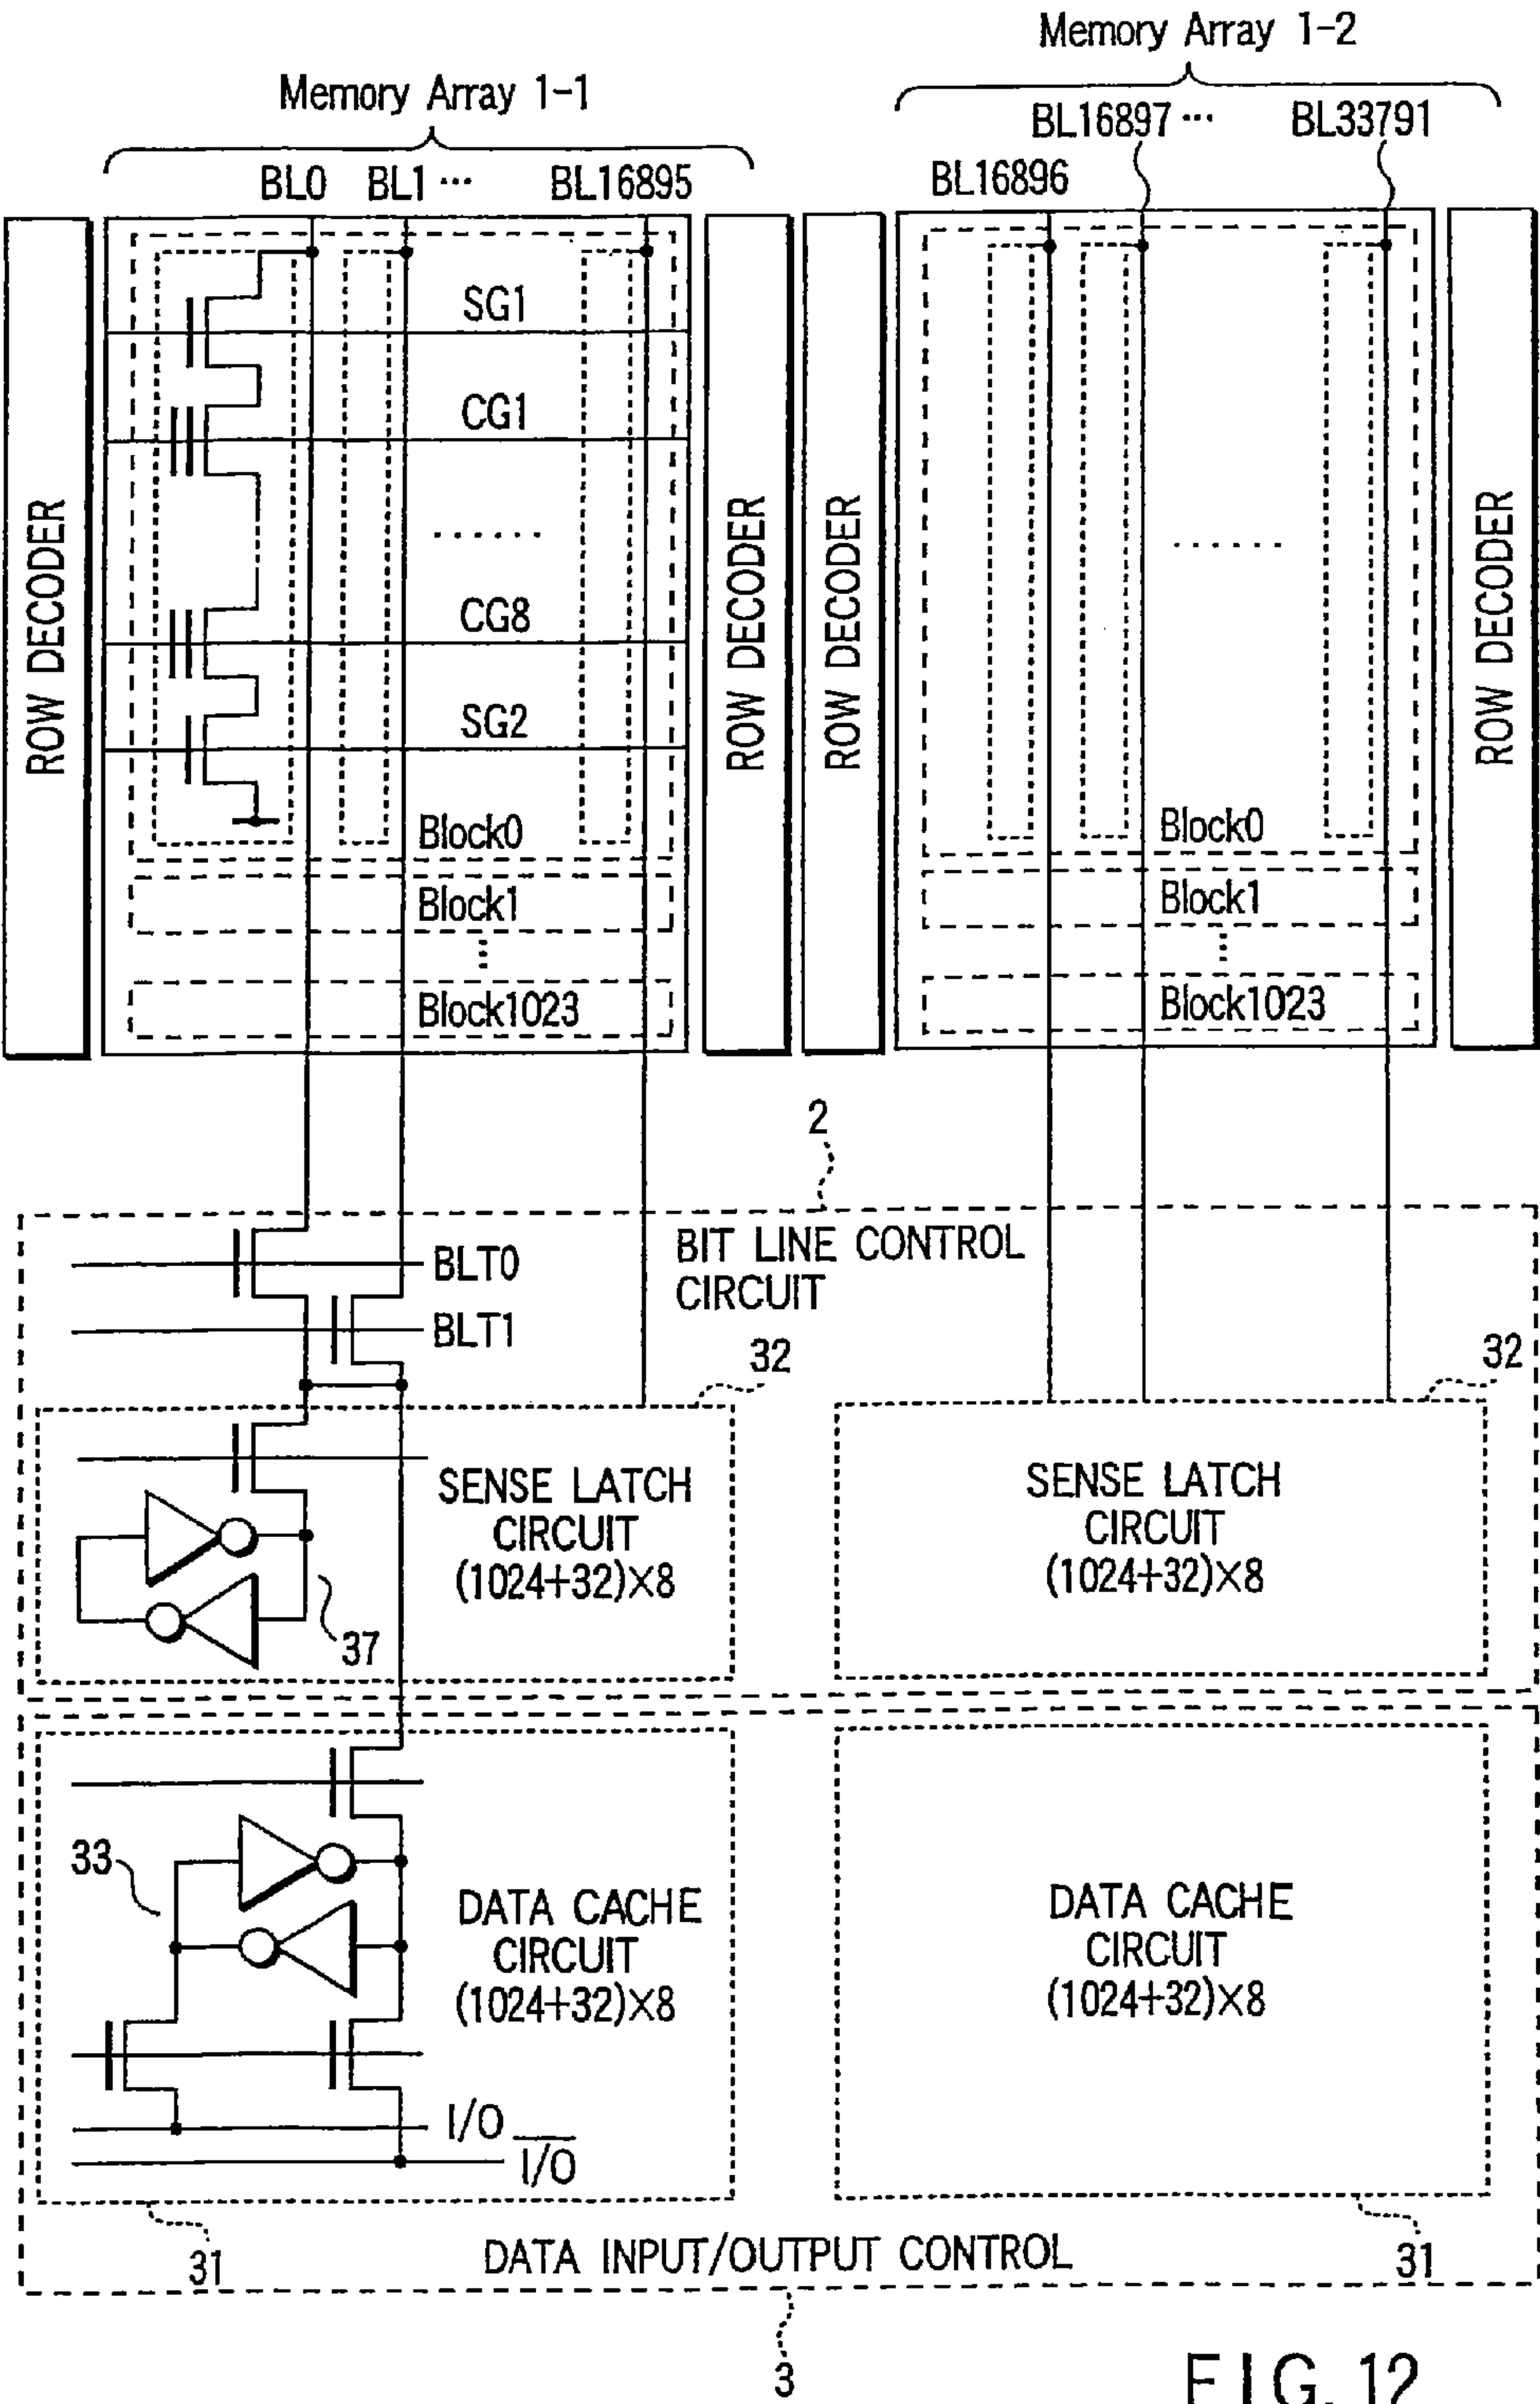 Memory Array 1-2
Memory Array 1-1
BL16897 ··· BL33791
BL0 BL1 ··· BL16895
BL16896
ROW DECODER
ROW DECODER
ROW DECODER
ROW DECODER
SG1
CG1
·······
·······
CG8
SG2
Block0
Block0
Block1
Block1
⋮
⋮
Block1023
Block1023
2
BIT LINE CONTROL
CIRCUIT
BLT0
BLT1
32
32
SENSE LATCH
CIRCUIT
(1024+32)×8
SENSE LATCH
CIRCUIT
(1024+32)×8
37
33
DATA CACHE
CIRCUIT
(1024+32)×8
DATA CACHE
CIRCUIT
(1024+32)×8
I/O
I/O
31
DATA INPUT/OUTPUT CONTROL
31
3
FIG. 12